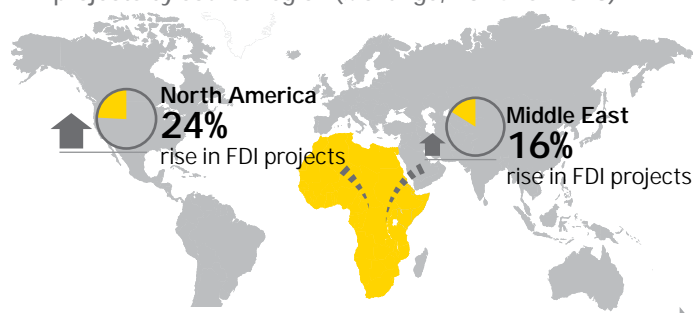 North America
24%
rise in FDI projects
Middle East
16%
rise in FDI projects